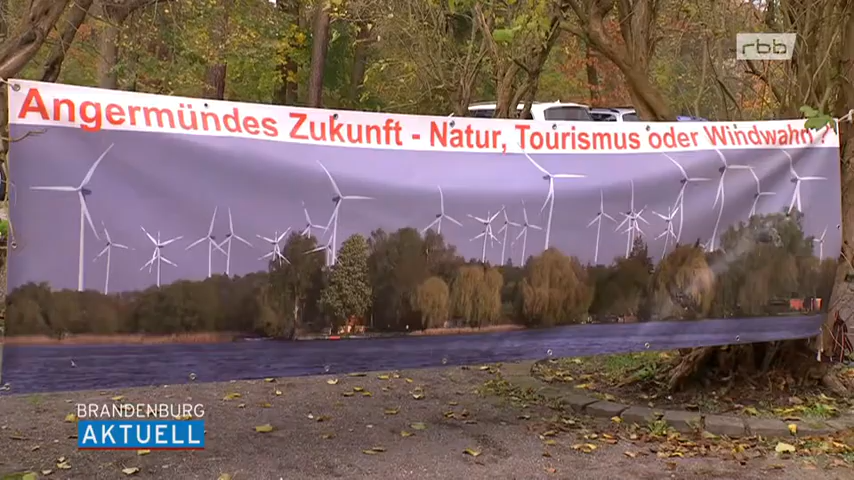 rbb
Angermündes Zukunft - Natur, Tourismus oder Windwahn ?
BRANDENBURG
AKTUELL